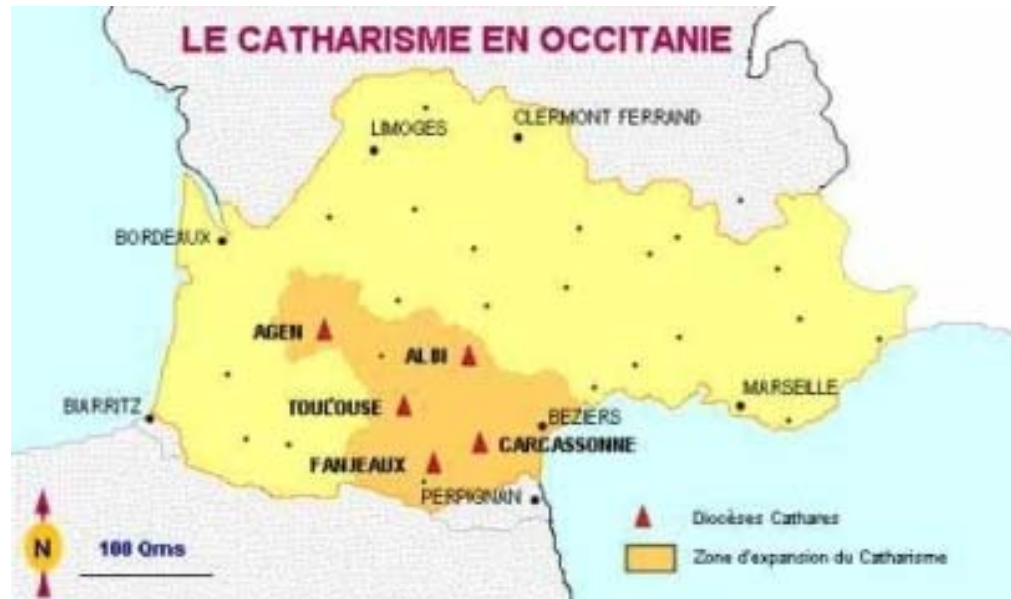 LE CATHARISME EN OCCITANIE
CLERMONT FERRAND
LIMOGES
BORDEAUX
AGEN
ALBI
MARSEILLE
BIARRITZ
TOULOUSE
BEZIERS
CARCASSONNE
FANJEAUX
PERPIGNAN
Diocèses Cathares
N
100 Qms
Zone d'expansion du Catharisme